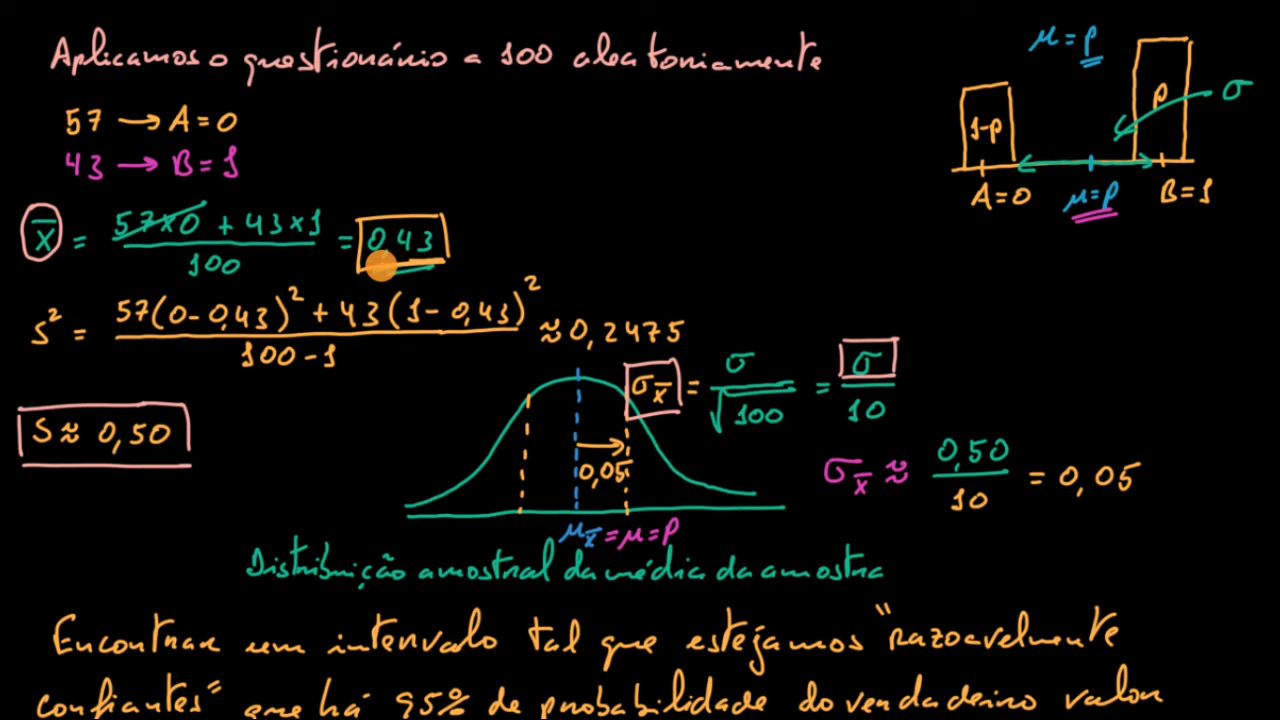 Aplicamos o questionário a 100 aleatoriamente
57 → A = 0
43 → B = 1
x̄ = (57×0 + 43×1) / 100 = 0,43
S² = (57(0 - 0,43)² + 43(1 - 0,43)²) / (100 - 1) ≈ 0,2475
S ≈ 0,50
μ = p
1-p
p
σ
A = 0
μ = p
B = 1
σx̄ = σ / √100 = σ / 10
0,05
σx̄ ≈ 0,50 / 10 = 0,05
μx̄ = μ = p
Distribuição amostral da média da amostra
Encontrar um intervalo tal que estejamos "razoavelmente
confiantes" que há 95% de probabilidade do verdadeiro valor